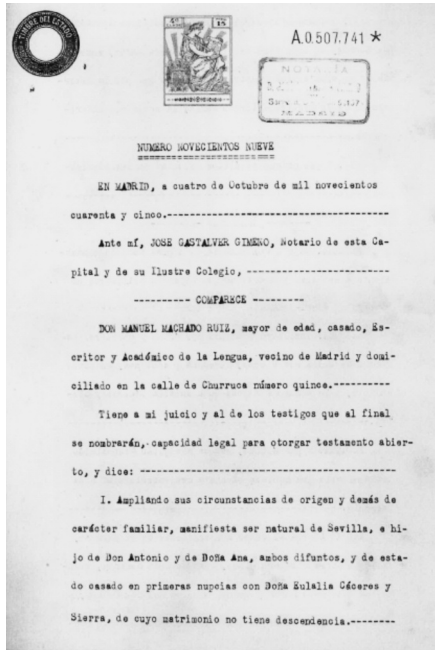 TIMBRE DEL ESTADO
A.0.507.741 *
NOTARÍA
MADRID
NUMERO NOVECIENTOS NUEVE
EN MADRID, a cuatro de Octubre de mil novecientos
cuarenta y cinco.---------------------------------------
Ante mí, JOSE GASTALVER GIMENO, Notario de esta Ca-
pital y de su Ilustre Colegio, -------------------------
---------- COMPARECE ---------
DON MANUEL MACHADO RUIZ, mayor de edad, casado, Es-
critor y Académico de la Lengua, vecino de Madrid y domi-
ciliado en la calle de Churruca número quince.----------
Tiene a mi juicio y al de los testigos que al final
se nombrarán, capacidad legal para otorgar testamento abier-
to, y dice: ---------------------------------------------
I. Ampliando sus circunstancias de origen y demás de
carácter familiar, manifiesta ser natural de Sevilla, e hi-
jo de Don Antonio y de Doña Ana, ambos difuntos, y de esta-
do casado en primeras nupcias con Doña Eulalia Cáceres y
Sierra, de cuyo matrimonio no tiene descendencia.--------